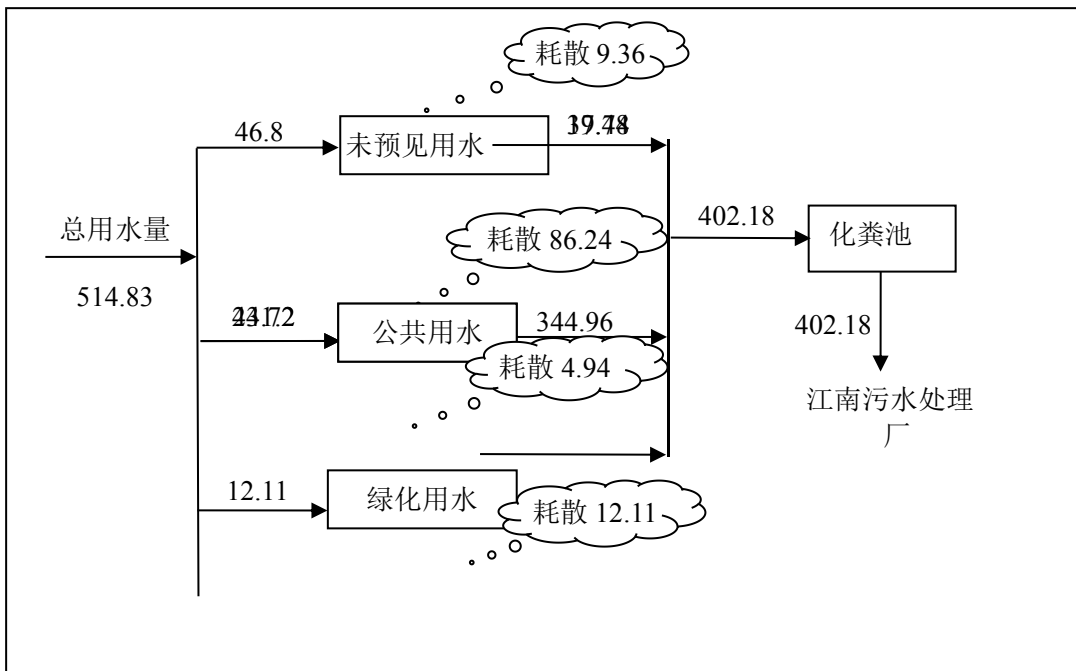 耗散 9.36
46.8
未预见用水
耗散 86.24
402.18
化粪池
总用水量
514.83
公共用水
344.96
402.18
耗散 4.94
江南污水处理
厂
12.11
绿化用水
耗散 12.11